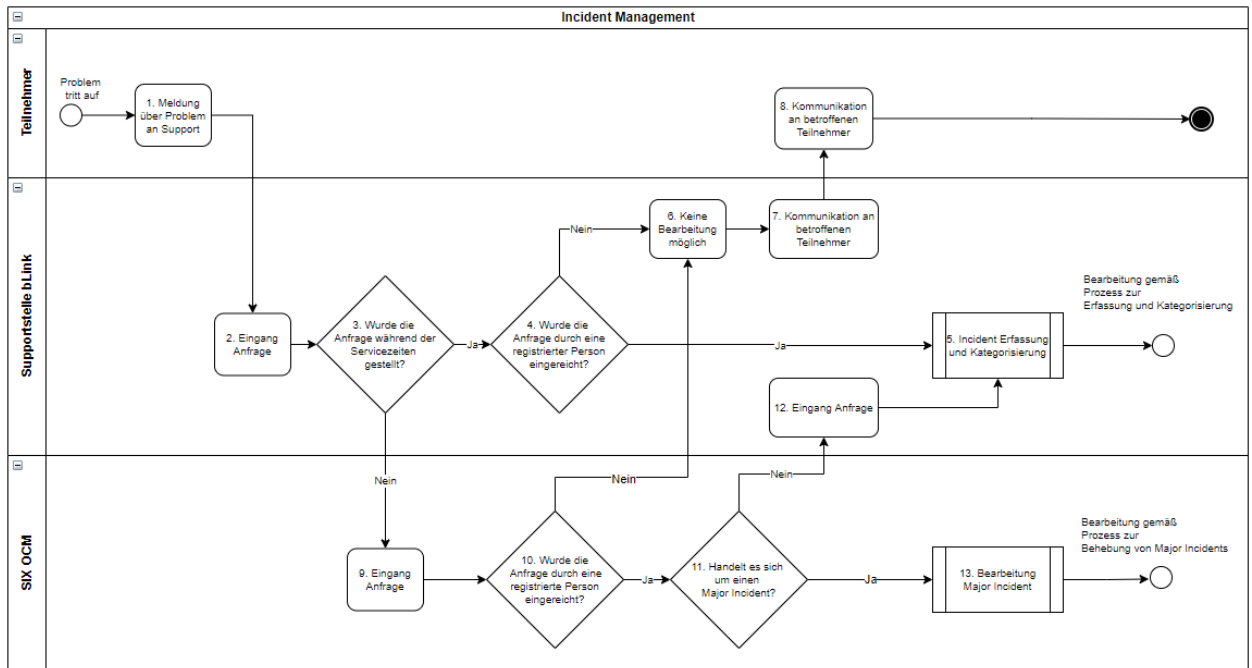 Incident Management
Teilnehmer
Problem
tritt auf
1. Meldung
über Problem
an Support
8. Kommunikation
an betroffenen
Teilnehmer
Supportstelle bLink
2. Eingang
Anfrage
3. Wurde die
Anfrage während der
Servicezeiten
gestellt?
Ja
4. Wurde die
Anfrage durch eine
registrierter Person
eingereicht?
Nein
6. Keine
Bearbeitung
möglich
7. Kommunikation an
betroffenen
Teilnehmer
Ja
5. Incident Erfassung
und Kategorisierung
Bearbeitung gemäß
Prozess zur
Erfassung und Kategorisierung
12. Eingang Anfrage
SIX OCM
Nein
9. Eingang
Anfrage
10. Wurde die
Anfrage durch eine
registrierte Person
eingereicht?
Nein
Ja
11. Handelt es sich
um einen
Major Incident?
Nein
Ja
13. Bearbeitung
Major Incident
Bearbeitung gemäß
Prozess zur
Behebung von Major Incidents